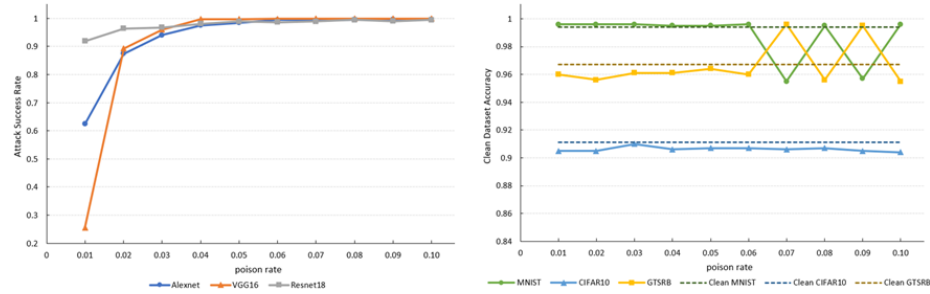 Attack Success Rate
1
0.9
0.8
0.7
0.6
0.5
0.4
0.3
0.2
0 0.01 0.02 0.03 0.04 0.05 0.06 0.07 0.08 0.09 0.10
poison rate
Alexnet VGG16 Resnet18
Clean Dataset Accuracy
1
0.98
0.96
0.94
0.92
0.9
0.88
0.86
0.84
0 0.01 0.02 0.03 0.04 0.05 0.06 0.07 0.08 0.09 0.10
poison rate
MNIST CIFAR10 GTSRB Clean MNIST Clean CIFAR10 Clean GTSRB